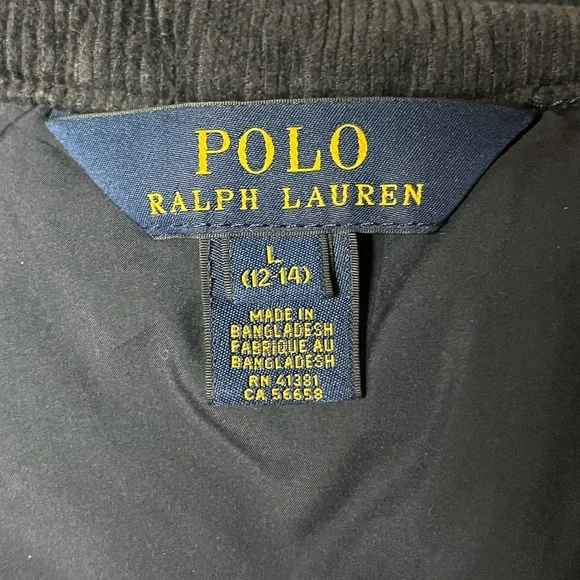 POLO
RALPH LAUREN
L
(12-14)
MADE IN
BANGLADESH
FABRIQUE AU
BANGLADESH
RN 41381
CA 56658